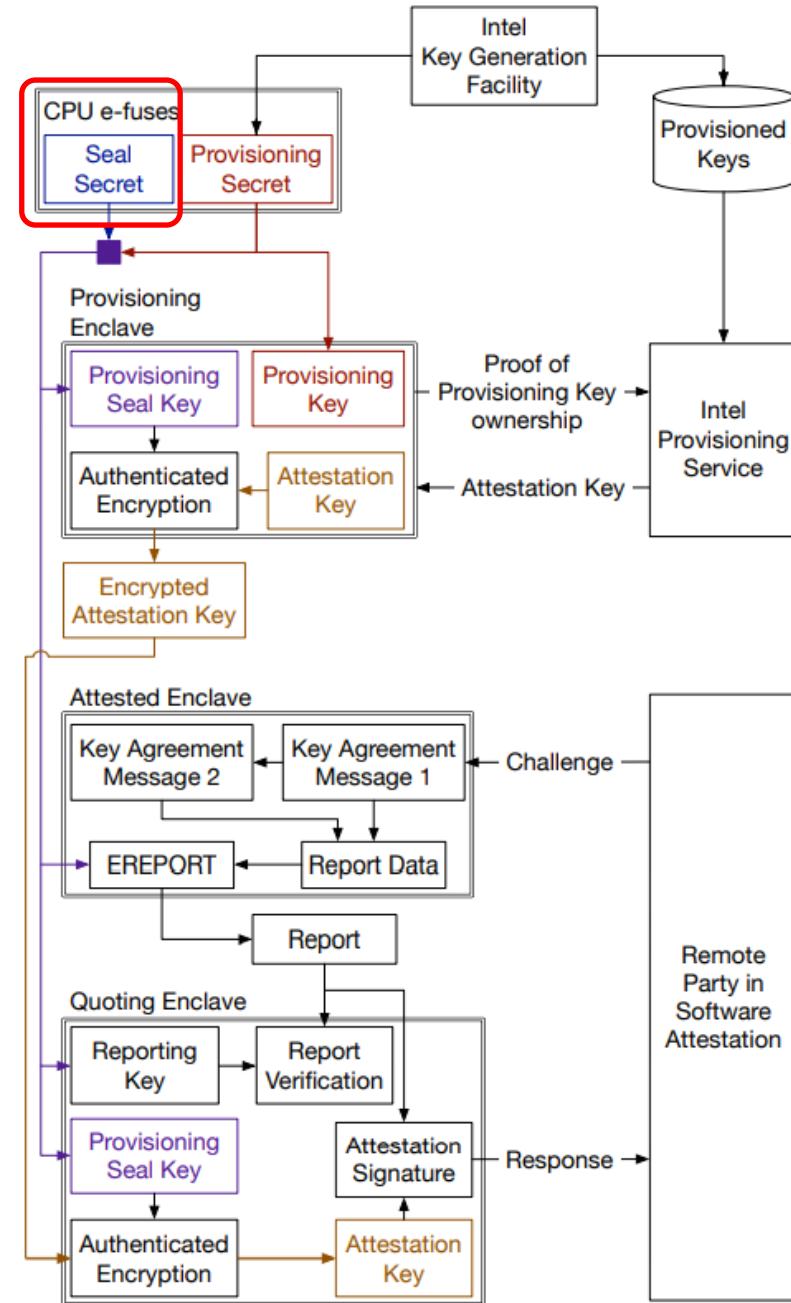 Intel
Key Generation
Facility
CPU e-fuses
Seal
Secret
Provisioning
Secret
Provisioned
Keys
Provisioning
Enclave
Provisioning
Seal Key
Provisioning
Key
Proof of
Provisioning Key
ownership
Intel
Provisioning
Service
Authenticated
Encryption
Attestation
Key
Attestation Key
Encrypted
Attestation Key
Attested Enclave
Key Agreement
Message 2
Key Agreement
Message 1
Challenge
EREPORT
Report Data
Report
Remote
Party in
Software
Attestation
Quoting Enclave
Reporting
Key
Report
Verification
Provisioning
Seal Key
Attestation
Signature
Response
Authenticated
Encryption
Attestation
Key